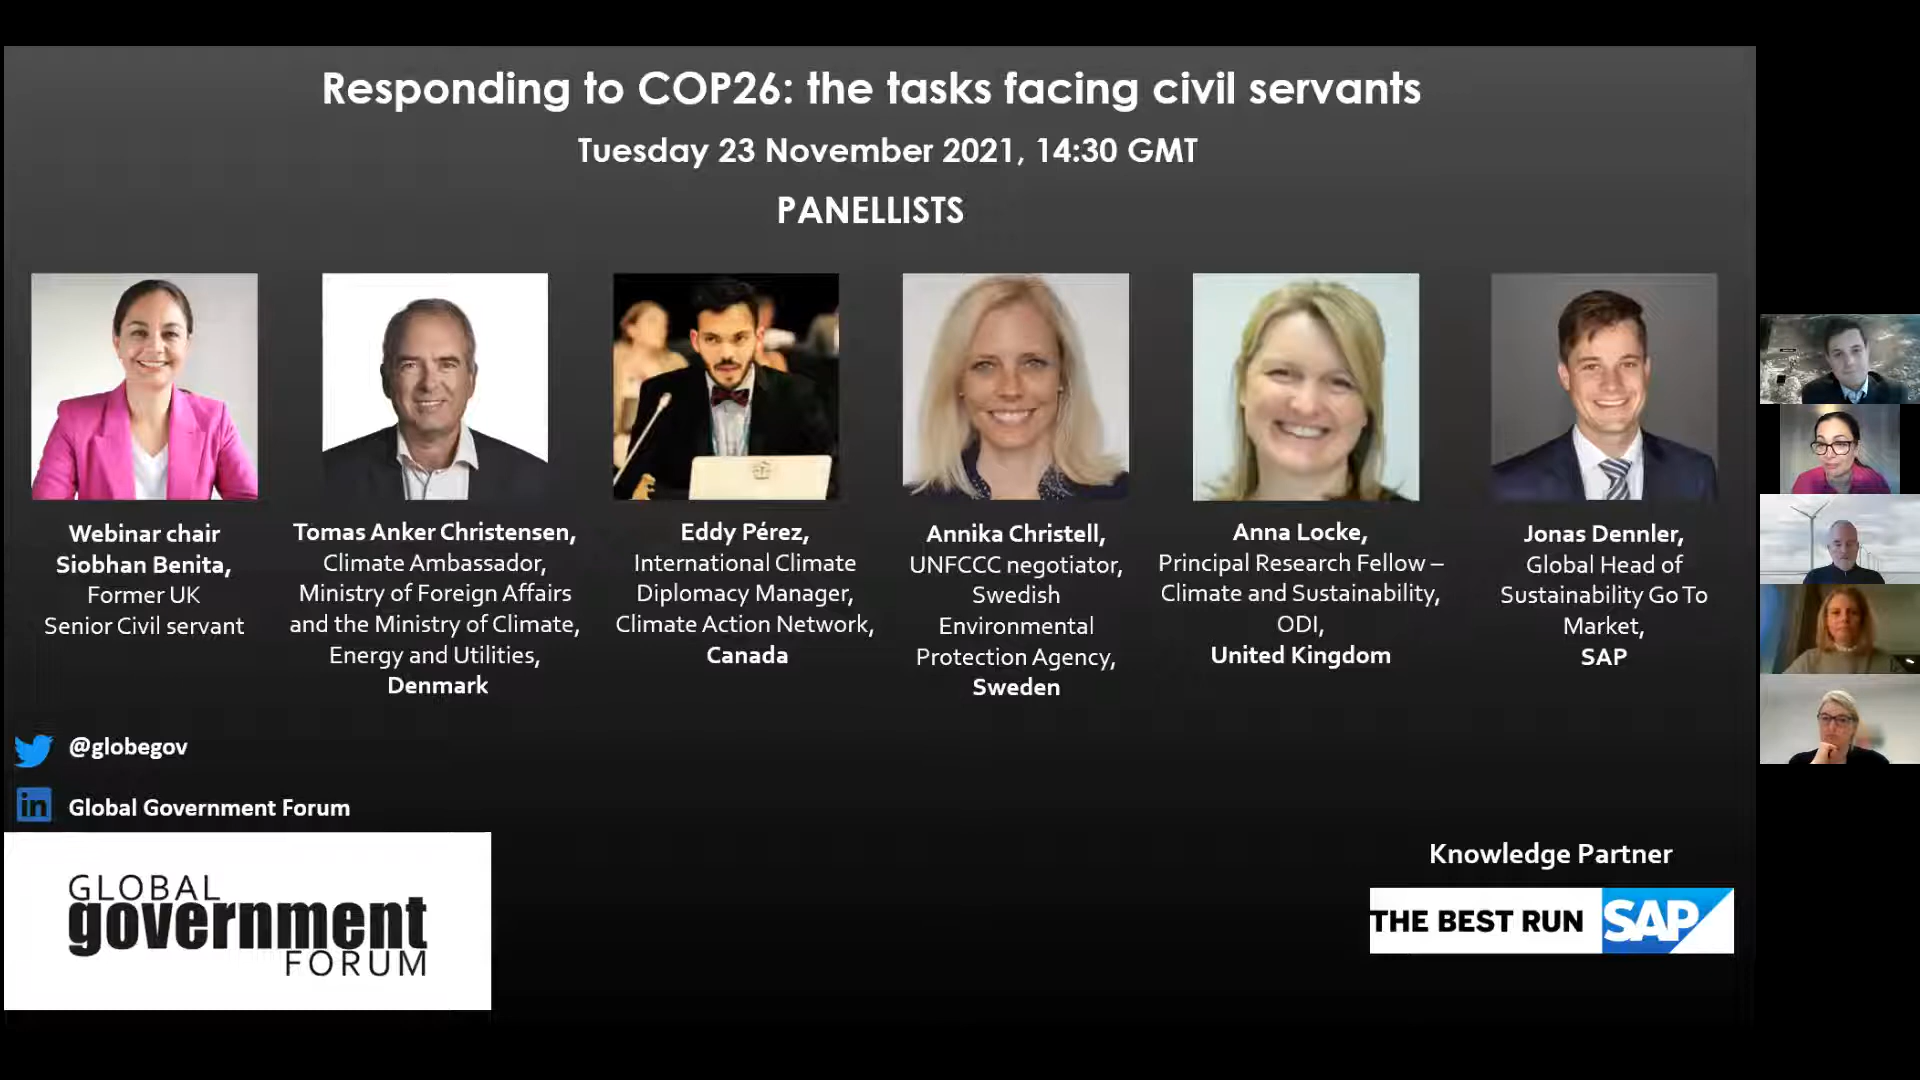 Responding to COP26: the tasks facing civil servants
Tuesday 23 November 2021, 14:30 GMT
PANELLISTS
Webinar chair
Siobhan Benita,
Former UK
Senior Civil servant
Tomas Anker Christensen,
Climate Ambassador,
Ministry of Foreign Affairs
and the Ministry of Climate,
Energy and Utilities,
Denmark
Eddy Pérez,
International Climate
Diplomacy Manager,
Climate Action Network,
Canada
Annika Christell,
UNFCCC negotiator,
Swedish
Environmental
Protection Agency,
Sweden
Anna Locke,
Principal Research Fellow –
Climate and Sustainability,
ODI,
United Kingdom
Jonas Dennler,
Global Head of
Sustainability Go To
Market,
SAP
@globegov
in Global Government Forum
GLOBAL
government
FORUM
Knowledge Partner
THE BEST RUN SAP